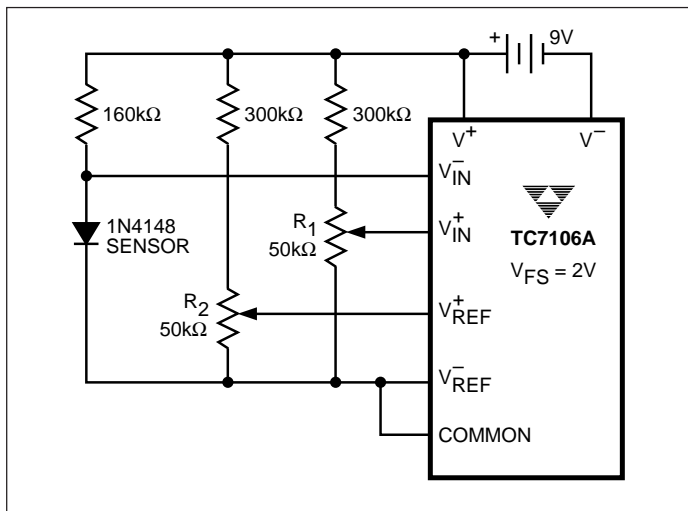 + 9V
160kΩ
300kΩ
300kΩ
V+
V–
V–IN
1N4148
SENSOR
R1
50kΩ
V+IN
TC7106A
VFS = 2V
R2
50kΩ
V+REF
V–REF
COMMON